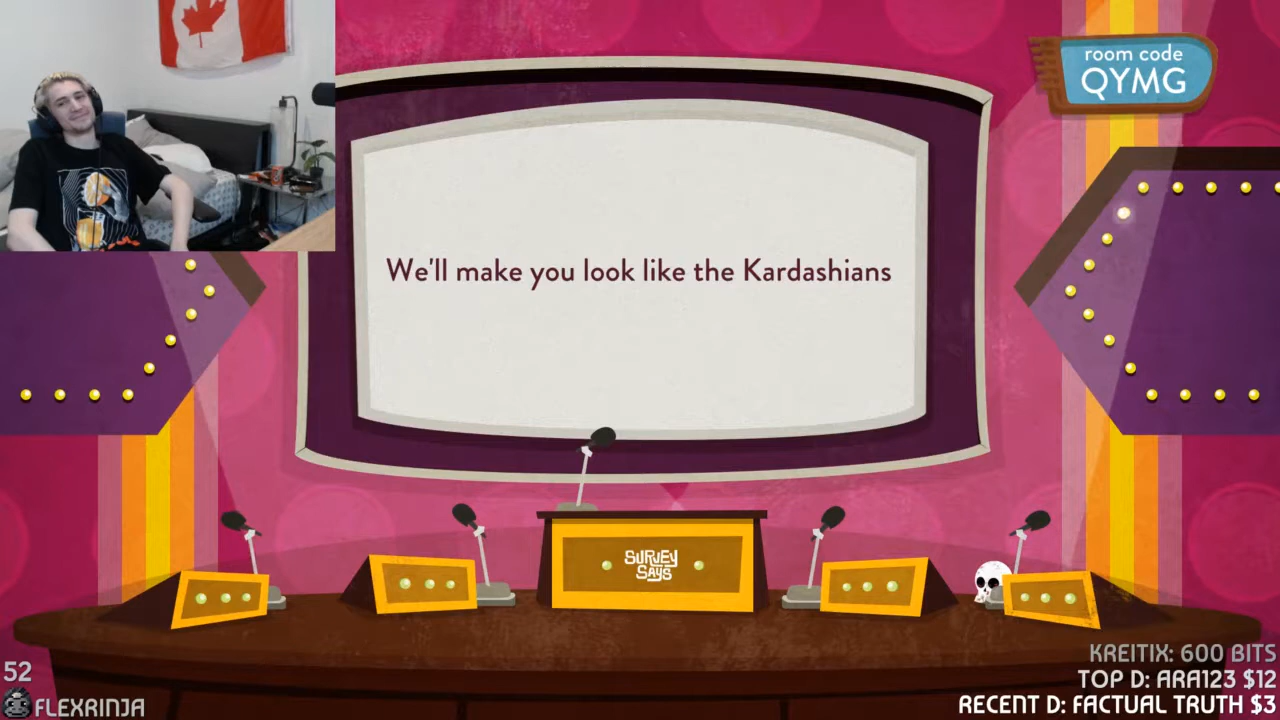 room code
QYMG
We'll make you look like the Kardashians
SURVEY
SAYS
52
FLEXRINJA
KREITIX: 600 BITS
TOP D: ARA123 $12
RECENT D: FACTUAL TRUTH $3